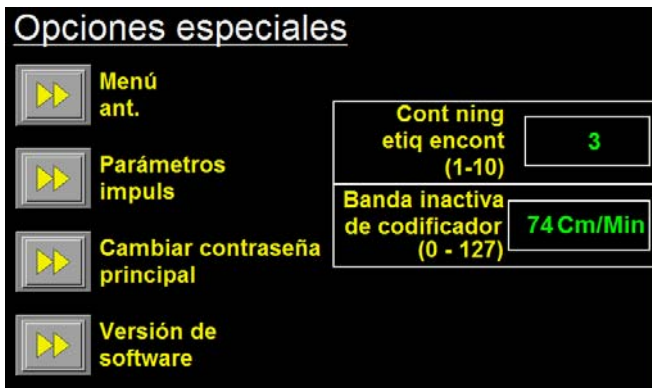 Opciones especiales
Menú
ant.
Parámetros
impuls
Cambiar contraseña
principal
Versión de
software
Cont ning
etiq encont
(1-10)
3
Banda inactiva
de codificador
(0 - 127)
74 Cm/Min